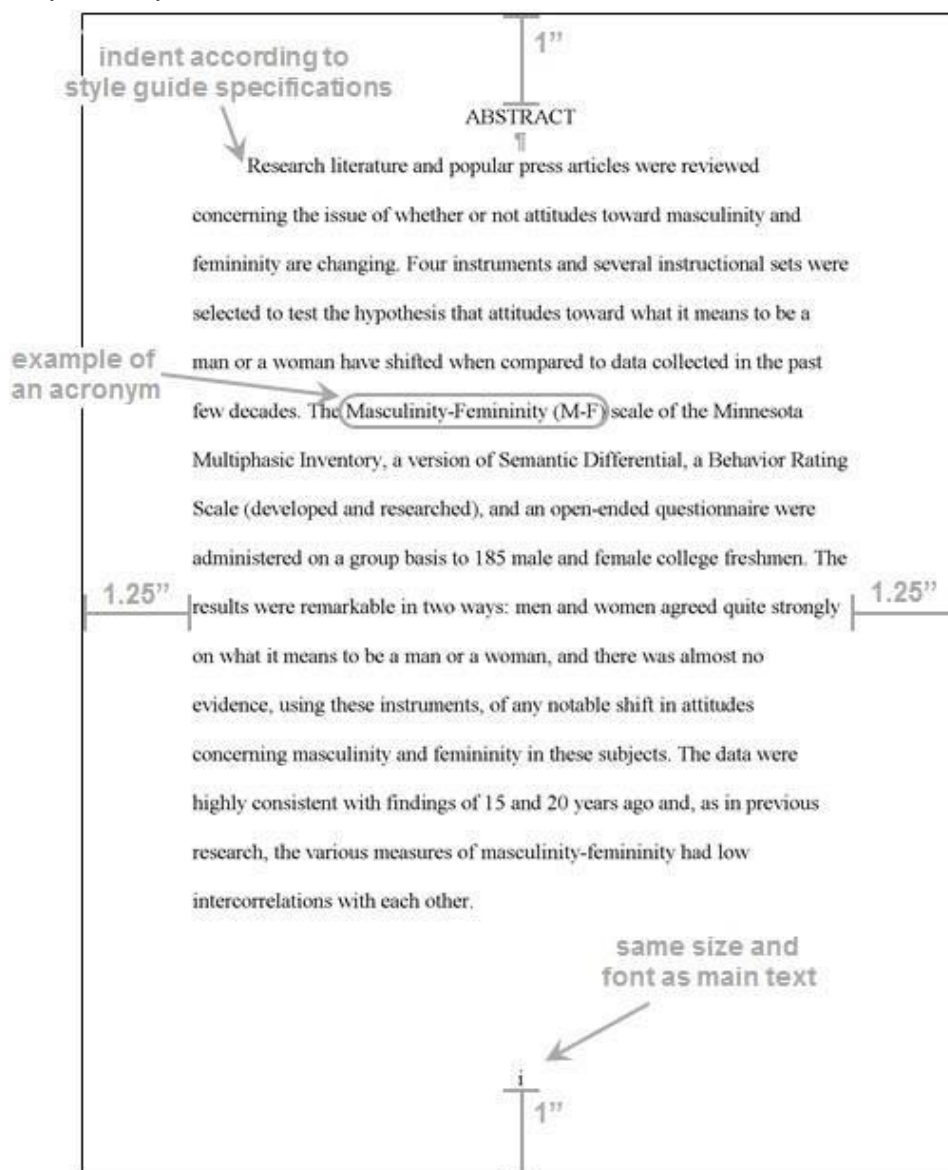 indent according to
style guide specifications
1”
ABSTRACT
¶
Research literature and popular press articles were reviewed
concerning the issue of whether or not attitudes toward masculinity and
femininity are changing. Four instruments and several instructional sets were
selected to test the hypothesis that attitudes toward what it means to be a
man or a woman have shifted when compared to data collected in the past
example of
an acronym
few decades. The Masculinity-Femininity (M-F) scale of the Minnesota
Multiphasic Inventory, a version of Semantic Differential, a Behavior Rating
Scale (developed and researched), and an open-ended questionnaire were
administered on a group basis to 185 male and female college freshmen. The
1.25”
results were remarkable in two ways: men and women agreed quite strongly
1.25”
on what it means to be a man or a woman, and there was almost no
evidence, using these instruments, of any notable shift in attitudes
concerning masculinity and femininity in these subjects. The data were
highly consistent with findings of 15 and 20 years ago and, as in previous
research, the various measures of masculinity-femininity had low
intercorrelations with each other.
same size and
font as main text
i
1”